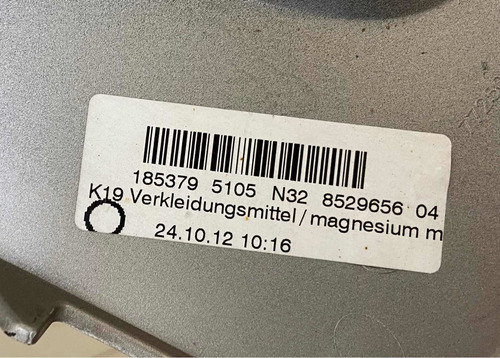 185379 5105 N32 8529656 04
K19 Verkleidungsmittel/magnesium m
24.10.12 10:16